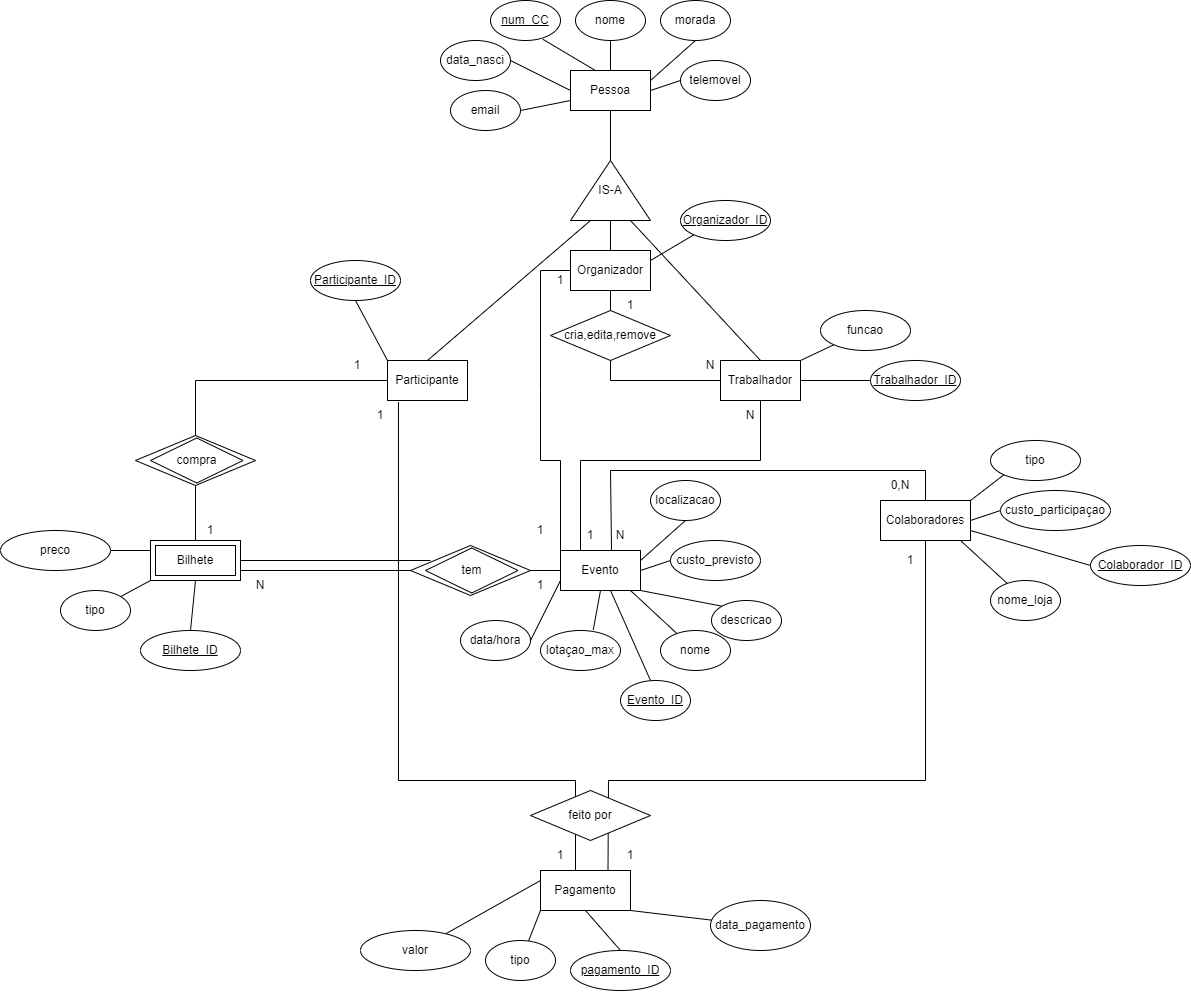 num_CC
nome
morada
data_nasci
telemovel
Pessoa
email
IS-A
Organizador_ID
Organizador
1
Participante_ID
1
cria,edita,remove
funcao
1
N
Participante
Trabalhador
Trabalhador_ID
1
N
compra
tipo
0,N
localizacao
custo_participaçao
Colaboradores
1
1
1
N
preco
Bilhete
tem
Evento
custo_previsto
1
Colaborador_ID
N
1
tipo
nome_loja
descricao
data/hora
lotaçao_max
nome
Bilhete_ID
Evento_ID
feito por
1
1
Pagamento
data_pagamento
valor
tipo
pagamento_ID